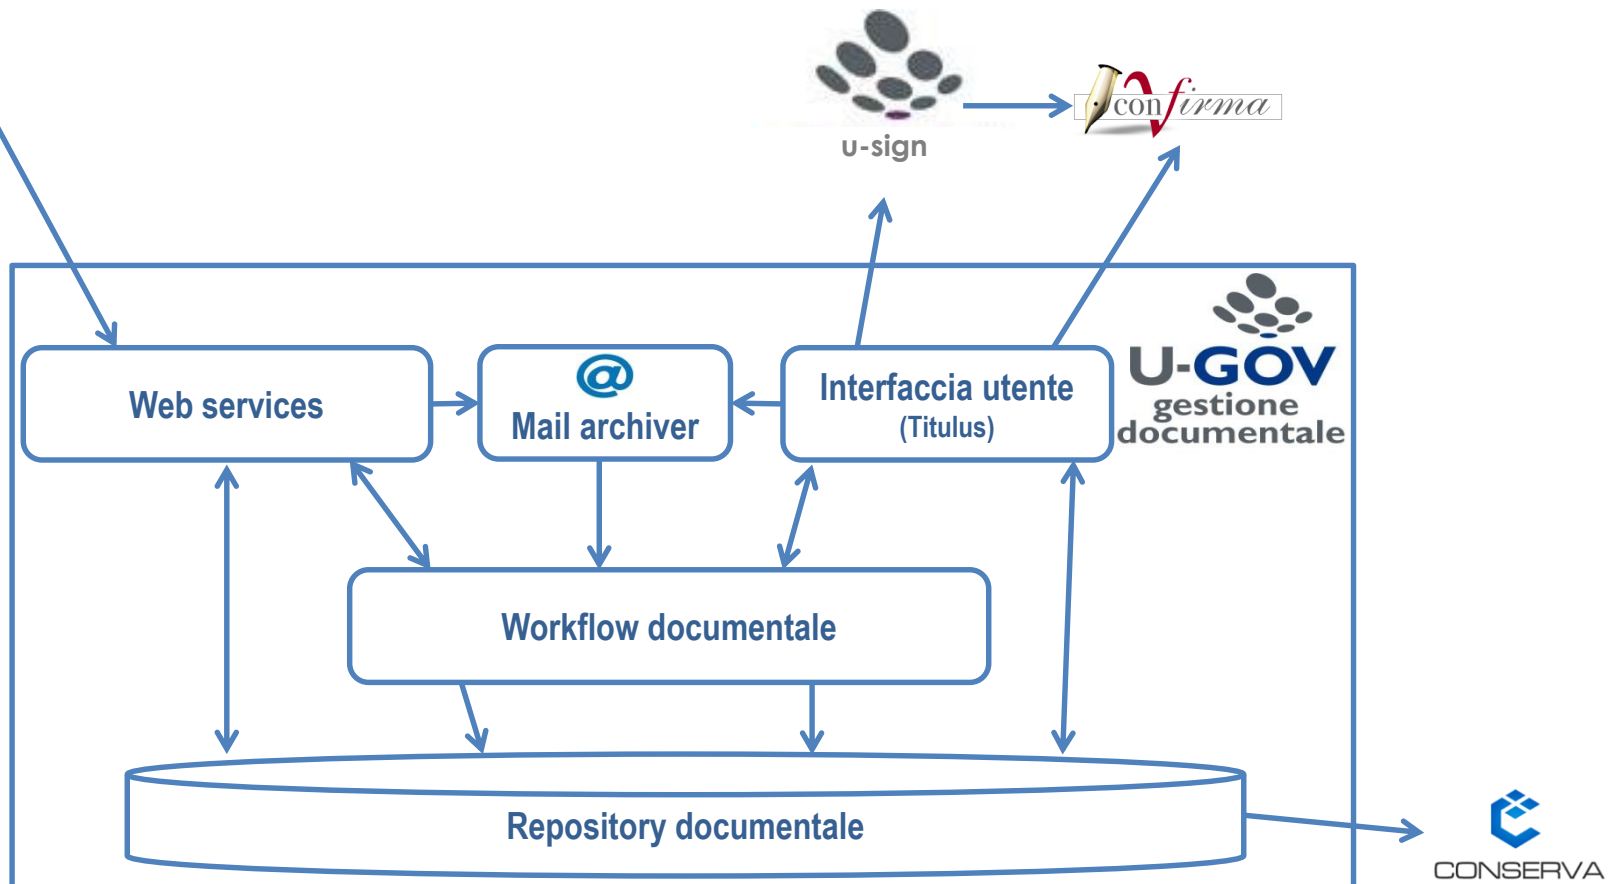 confirma
u-sign
Web services
@
Mail archiver
Interfaccia utente
(Titulus)
U-GOV
gestione
documentale
Workflow documentale
Repository documentale
CONSERVA